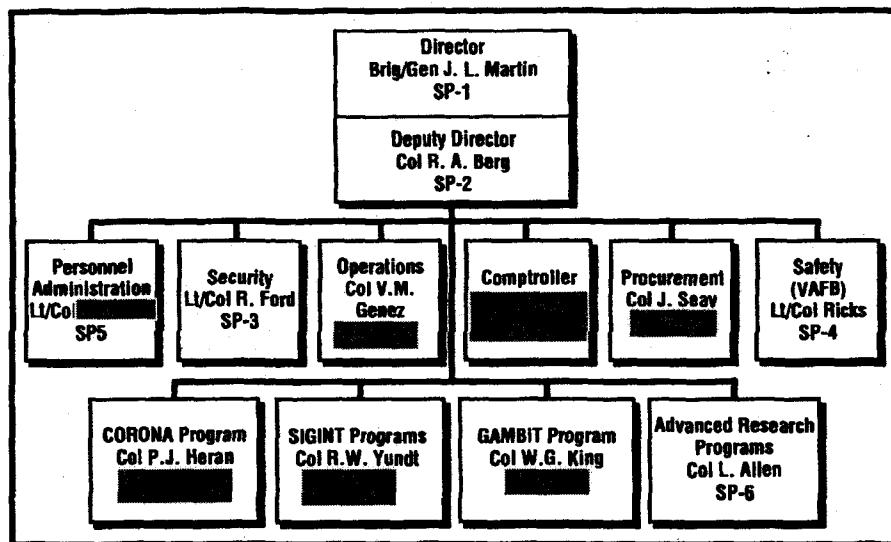 Director
Brig/Gen J. L. Martin
SP-1
Deputy Director
Col R. A. Berg
SP-2
Personnel
Administration
Lt/Col
SP5
Security
Lt/Col R. Ford
SP-3
Operations
Col V.M.
Genez
Comptroller
Procurement
Col J. Seay
Safety
(VAFB)
Lt/Col Ricks
SP-4
CORONA Program
Col P.J. Heran
SIGINT Programs
Col R.W. Yundt
GAMBIT Program
Col W.G. King
Advanced Research
Programs
Col L. Allen
SP-6